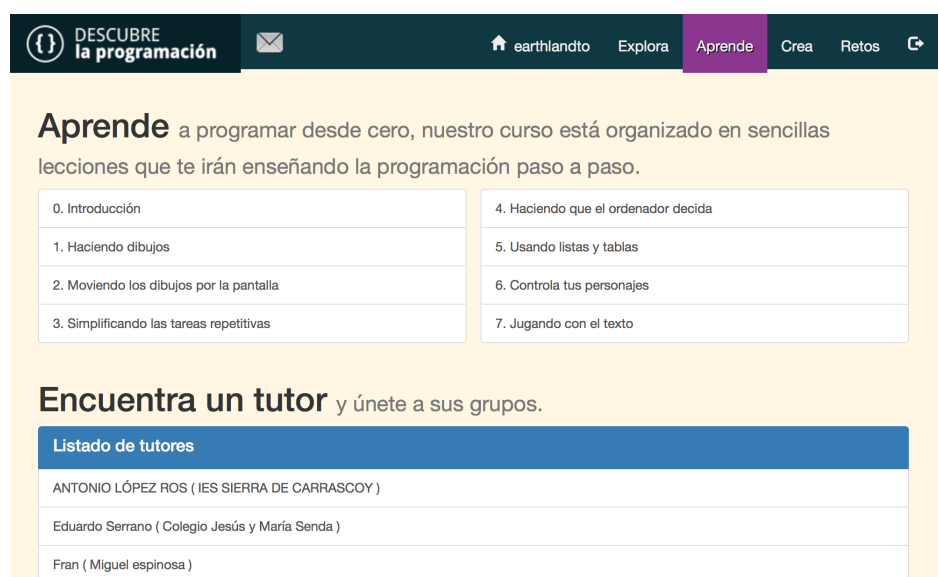 DESCUBRE
la programación
earthlandto Explora Aprende Crea Retos
Aprende a programar desde cero, nuestro curso está organizado en sencillas
lecciones que te irán enseñando la programación paso a paso.
0. Introducción
1. Haciendo dibujos
2. Moviendo los dibujos por la pantalla
3. Simplificando las tareas repetitivas
4. Haciendo que el ordenador decida
5. Usando listas y tablas
6. Controla tus personajes
7. Jugando con el texto
Encuentra un tutor y únete a sus grupos.
Listado de tutores
ANTONIO LÓPEZ ROS ( IES SIERRA DE CARRASCOY )
Eduardo Serrano ( Colegio Jesús y María Senda )
Fran ( Miguel espinosa )